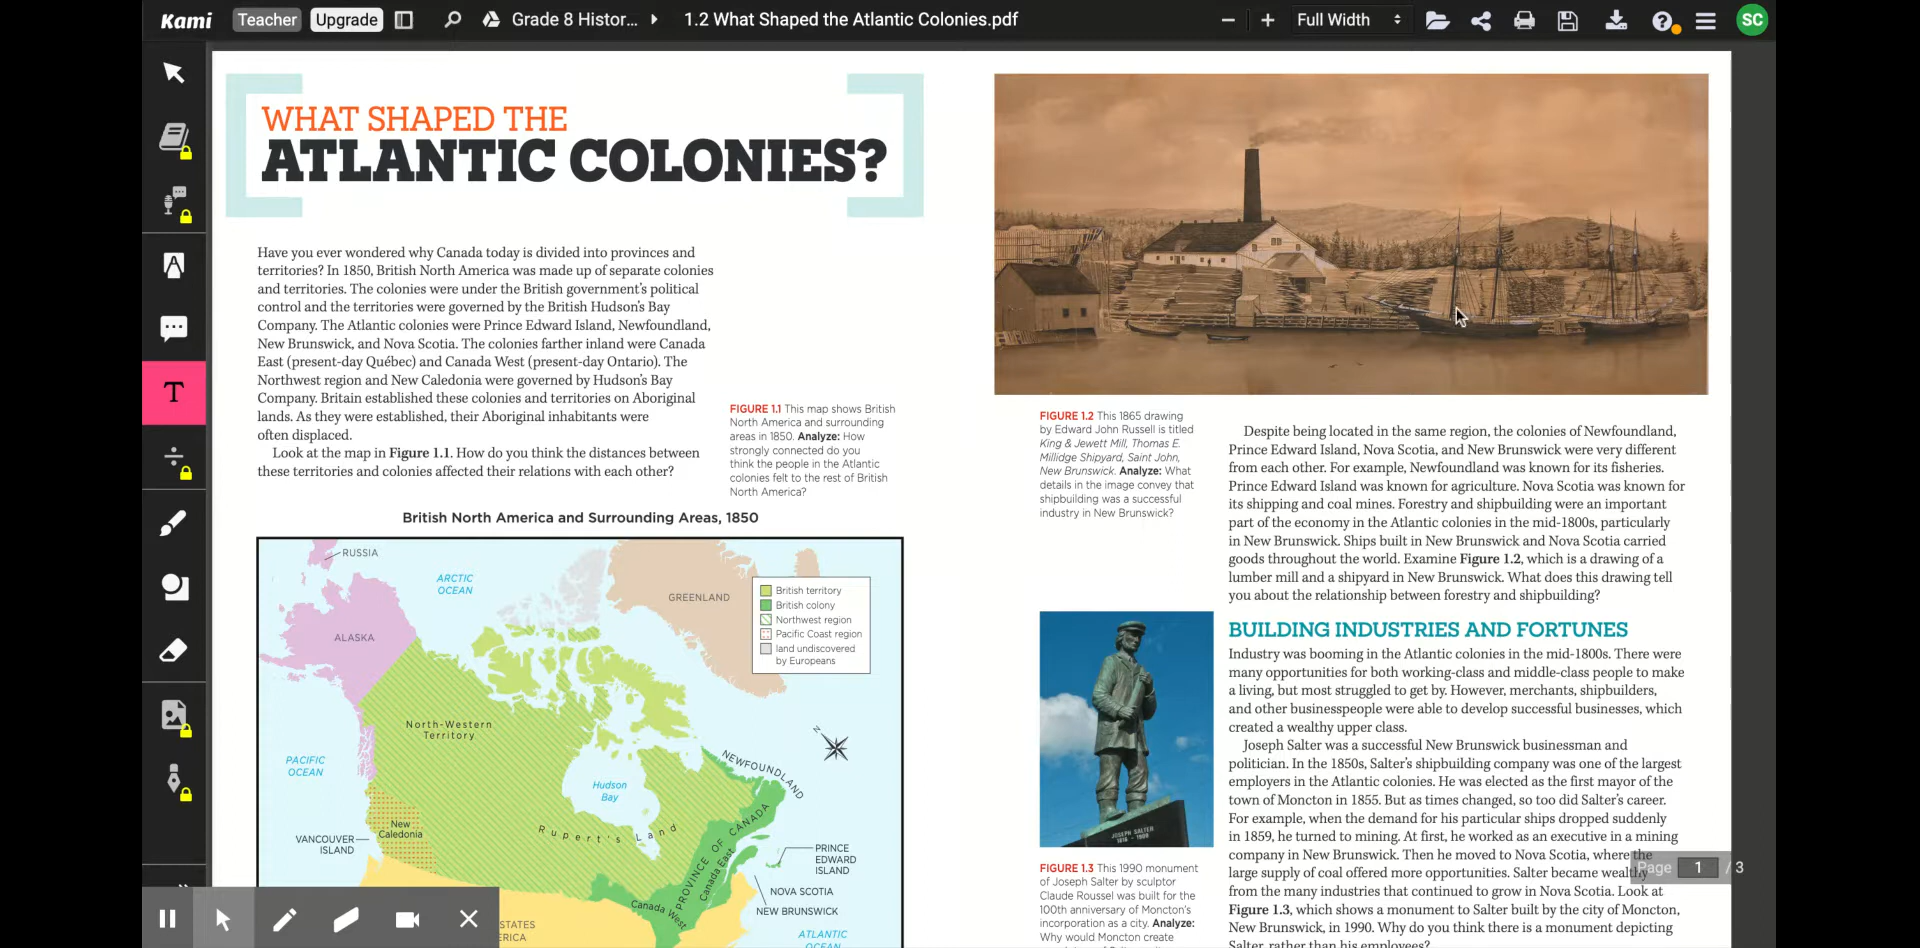 Kami
Teacher
Upgrade
Grade 8 Histor...
1.2 What Shaped the Atlantic Colonies.pdf
Full Width
SC
WHAT SHAPED THE
ATLANTIC COLONIES?
Have you ever wondered why Canada today is divided into provinces and
territories? In 1850, British North America was made up of separate colonies
and territories. The colonies were under the British government's political
control and the territories were governed by the British Hudson's Bay
Company. The Atlantic colonies were Prince Edward Island, Newfoundland,
New Brunswick, and Nova Scotia. The colonies farther inland were Canada
East (present-day Québec) and Canada West (present-day Ontario). The
Northwest region and New Caledonia were governed by Hudson's Bay
Company. Britain established these colonies and territories on Aboriginal
lands. As they were established, their Aboriginal inhabitants were
often displaced.
Look at the map in Figure 1.1. How do you think the distances between
these territories and colonies affected their relations with each other?
FIGURE 1.1 This map shows British
North America and surrounding
areas in 1850. Analyze: How
strongly connected do you
think the people in the Atlantic
colonies felt to the rest of British
North America?
British North America and Surrounding Areas, 1850
RUSSIA
ARCTIC
OCEAN
GREENLAND
British territory
British colony
Northwest region
Pacific Coast region
land undiscovered
by Europeans
ALASKA
North-Western
Territory
N
PACIFIC
OCEAN
Hudson
Bay
NEWFOUNDLAND
New
Caledonia
VANCOUVER
ISLAND
Rupert's Land
PROVINCE OF CANADA
Canada East
Canada West
PRINCE
EDWARD
ISLAND
NOVA SCOTIA
NEW BRUNSWICK
STATES
ERICA
ATLANTIC
OCEAN
FIGURE 1.2 This 1865 drawing
by Edward John Russell is titled
King & Jewett Mill, Thomas E.
Millidge Shipyard, Saint John,
New Brunswick. Analyze: What
details in the image convey that
shipbuilding was a successful
industry in New Brunswick?
Despite being located in the same region, the colonies of Newfoundland,
Prince Edward Island, Nova Scotia, and New Brunswick were very different
from each other. For example, Newfoundland was known for its fisheries.
Prince Edward Island was known for agriculture. Nova Scotia was known for
its shipping and coal mines. Forestry and shipbuilding were an important
part of the economy in the Atlantic colonies in the mid-1800s, particularly
in New Brunswick. Ships built in New Brunswick and Nova Scotia carried
goods throughout the world. Examine Figure 1.2, which is a drawing of a
lumber mill and a shipyard in New Brunswick. What does this drawing tell
you about the relationship between forestry and shipbuilding?
BUILDING INDUSTRIES AND FORTUNES
Industry was booming in the Atlantic colonies in the mid-1800s. There were
many opportunities for both working-class and middle-class people to make
a living, but most struggled to get by. However, merchants, shipbuilders,
and other businesspeople were able to develop successful businesses, which
created a wealthy upper class.
Joseph Salter was a successful New Brunswick businessman and
politician. In the 1850s, Salter's shipbuilding company was one of the largest
employers in the Atlantic colonies. He was elected as the first mayor of the
town of Moncton in 1855. But as times changed, so too did Salter's career.
For example, when the demand for his particular ships dropped suddenly
in 1859, he turned to mining. At first, he worked as an executive in a mining
company in New Brunswick. Then he moved to Nova Scotia, where the
large supply of coal offered more opportunities. Salter became wealthy
from the many industries that continued to grow in Nova Scotia. Look at
Figure 1.3, which shows a monument to Salter built by the city of Moncton,
New Brunswick, in 1990. Why do you think there is a monument depicting
Salter, rather than his employees?
JOSEPH SALTER
FIGURE 1.3 This 1990 monument
of Joseph Salter by sculptor
Claude Roussel was built for the
100th anniversary of Moncton's
incorporation as a city. Analyze:
Why would Moncton create
Page 1 / 3